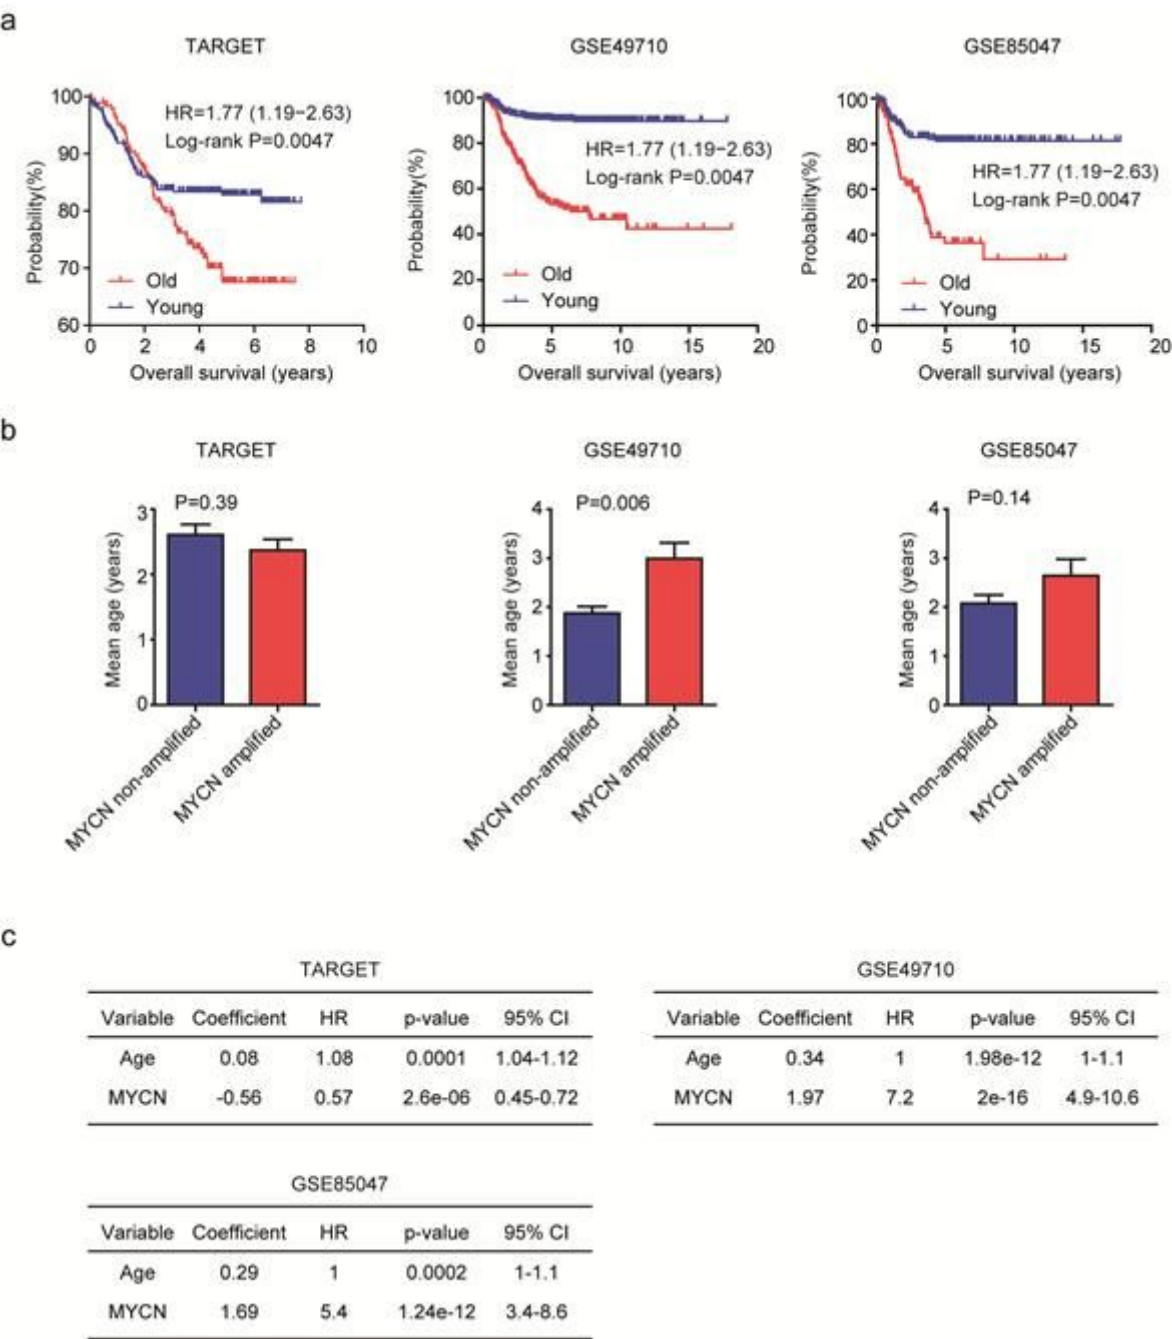 a
TARGET GSE49710 GSE85047
Probability(%)
100
90
80
70
60
HR=1.77 (1.19−2.63)
Log-rank P=0.0047
Old
Young
0 2 4 6 8 10
Overall survival (years)
Probability(%)
100
80
60
40
20
0
HR=1.77 (1.19−2.63)
Log-rank P=0.0047
Old
Young
0 5 10 15 20
Overall survival (years)
Probability(%)
100
80
60
40
20
0
HR=1.77 (1.19−2.63)
Log-rank P=0.0047
Old
Young
0 5 10 15 20
Overall survival (years)
b
TARGET GSE49710 GSE85047
P=0.39
Mean age (years)
3
2
1
0
MYCN non-amplified
MYCN amplified
P=0.006
Mean age (years)
4
3
2
1
0
MYCN non-amplified
MYCN amplified
P=0.14
Mean age (years)
4
3
2
1
0
MYCN non-amplified
MYCN amplified
c
TARGET
Variable Coefficient HR p-value 95% CI
Age 0.08 1.08 0.0001 1.04-1.12
MYCN -0.56 0.57 2.6e-06 0.45-0.72
GSE49710
Variable Coefficient HR p-value 95% CI
Age 0.34 1 1.98e-12 1-1.1
MYCN 1.97 7.2 2e-16 4.9-10.6
GSE85047
Variable Coefficient HR p-value 95% CI
Age 0.29 1 0.0002 1-1.1
MYCN 1.69 5.4 1.24e-12 3.4-8.6